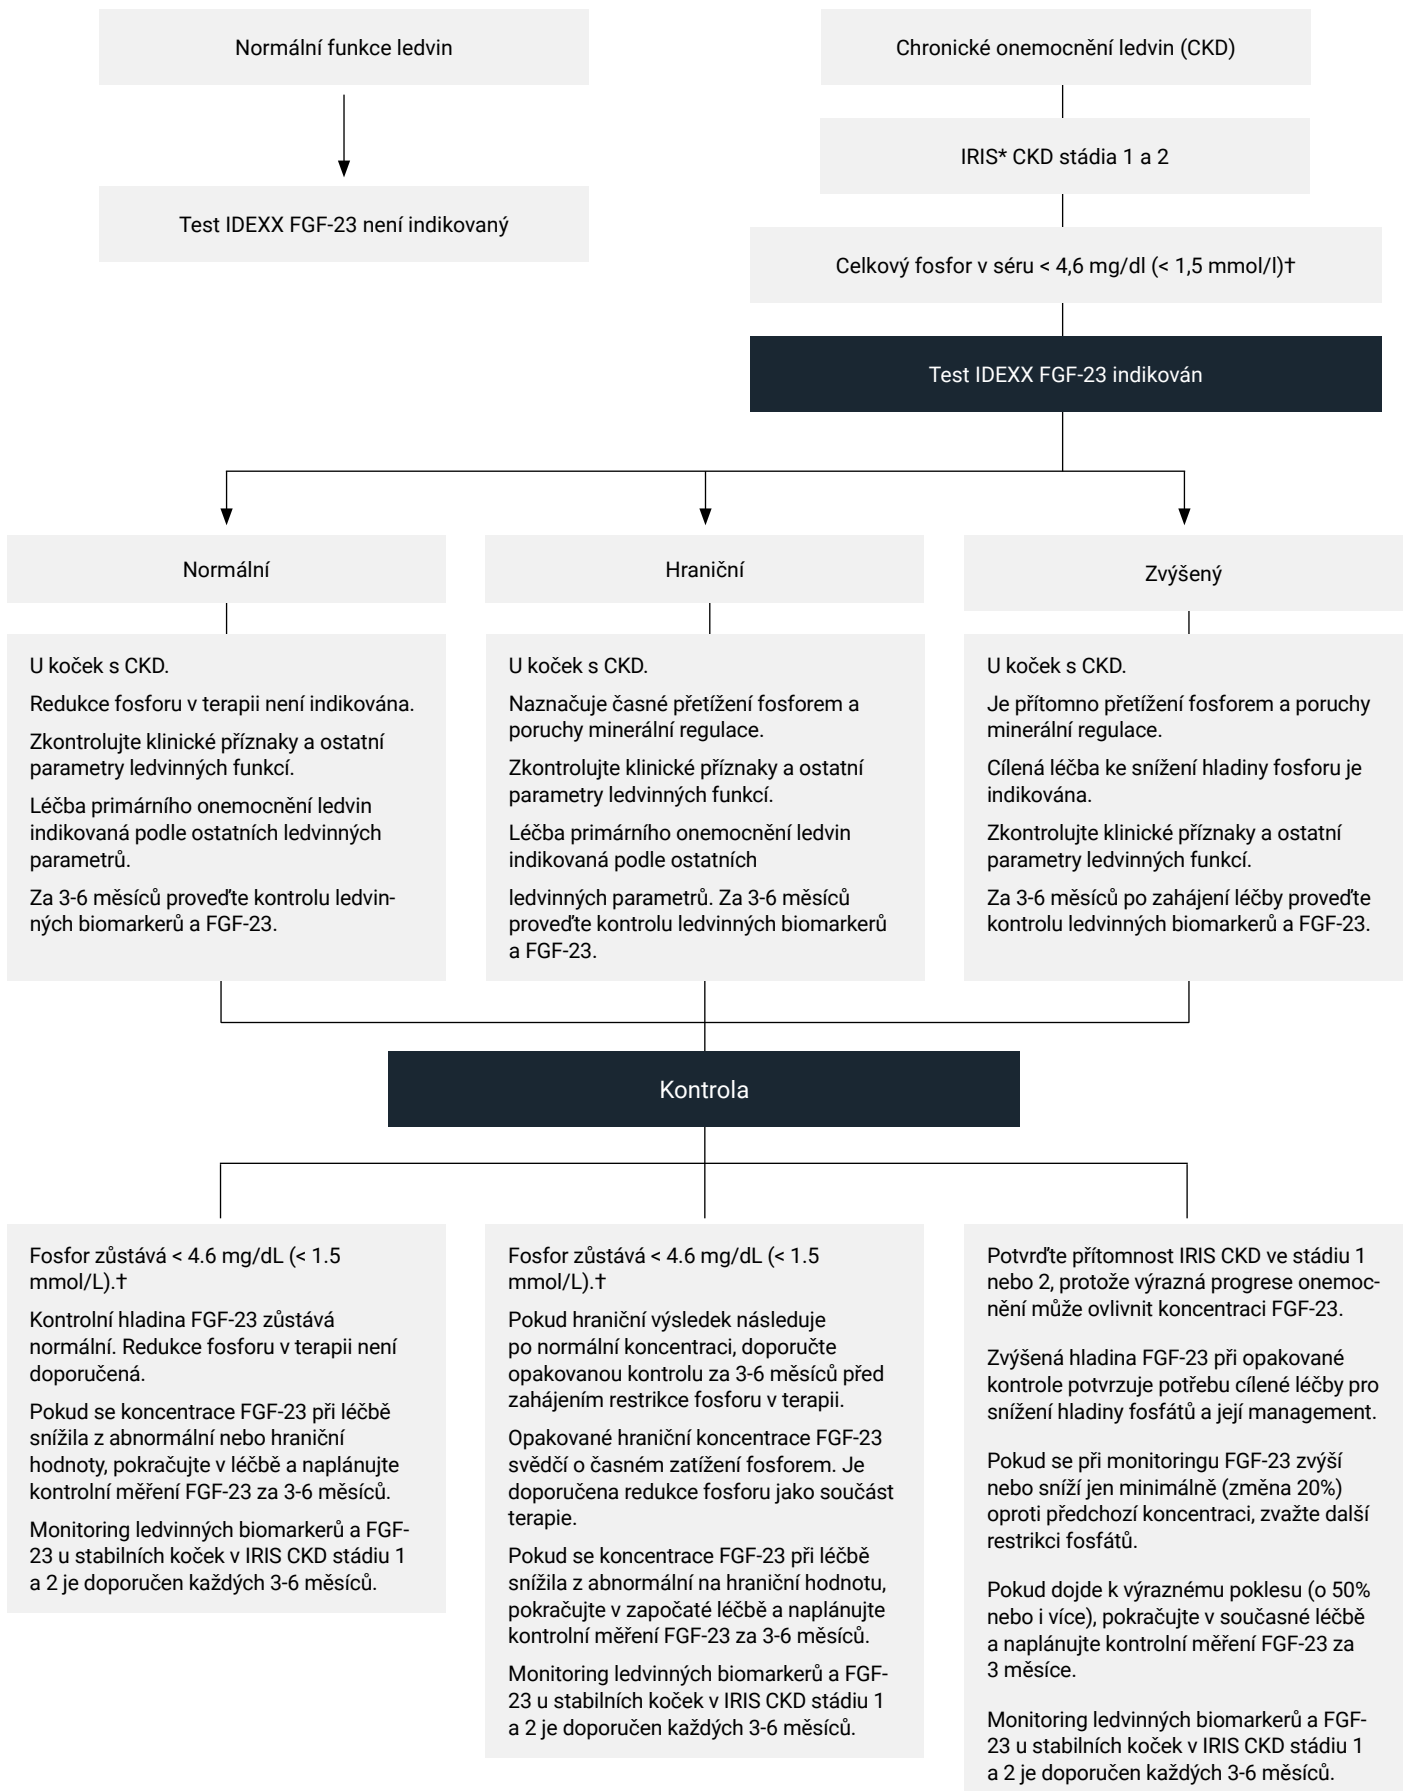 Normální funkce ledvin
Chronické onemocnění ledvin (CKD)
IRIS* CKD stádia 1 a 2
Test IDEXX FGF-23 není indikovaný
Celkový fosfor v séru < 4,6 mg/dl (< 1,5 mmol/l)†
Test IDEXX FGF-23 indikován
Normální
U koček s CKD.
Redukce fosforu v terapii není indikována.
Zkontrolujte klinické příznaky a ostatní
parametry ledvinných funkcí.
Léčba primárního onemocnění ledvin
indikovaná podle ostatních ledvinných
parametrů.
Za 3-6 měsíců proveďte kontrolu ledvin-
ných biomarkerů a FGF-23.
Hraniční
U koček s CKD.
Naznačuje časné přetížení fosforem a
poruchy minerální regulace.
Zkontrolujte klinické příznaky a ostatní
parametry ledvinných funkcí.
Léčba primárního onemocnění ledvin
indikovaná podle ostatních
ledvinných parametrů. Za 3-6 měsíců
proveďte kontrolu ledvinných biomarkerů
a FGF-23.
Zvýšený
U koček s CKD.
Je přítomno přetížení fosforem a poruchy
minerální regulace.
Cílená léčba ke snížení hladiny fosforu je
indikována.
Zkontrolujte klinické příznaky a ostatní
parametry ledvinných funkcí.
Za 3-6 měsíců po zahájení léčby proveďte
kontrolu ledvinných biomarkerů a FGF-23.
Kontrola
Fosfor zůstává < 4.6 mg/dL (< 1.5
mmol/L).†
Kontrolní hladina FGF-23 zůstává
normální. Redukce fosforu v terapii není
doporučená.
Pokud se koncentrace FGF-23 při léčbě
snížila z abnormální nebo hraniční
hodnoty, pokračujte v léčbě a naplánujte
kontrolní měření FGF-23 za 3-6 měsíců.
Monitoring ledvinných biomarkerů a FGF-
23 u stabilních koček v IRIS CKD stádiu 1
a 2 je doporučen každých 3-6 měsíců.
Fosfor zůstává < 4.6 mg/dL (< 1.5
mmol/L).†
Pokud hraniční výsledek následuje
po normální koncentraci, doporučte
opakovanou kontrolu za 3-6 měsíců před
zahájením restrikce fosforu v terapii.
Opakované hraniční koncentrace FGF-23
svědčí o časném zatížení fosforem. Je
doporučena redukce fosforu jako součást
terapie.
Pokud se koncentrace FGF-23 při léčbě
snížila z abnormální na hraniční hodnotu,
pokračujte v započaté léčbě a naplánujte
kontrolní měření FGF-23 za 3-6 měsíců.
Monitoring ledvinných biomarkerů a FGF-
23 u stabilních koček v IRIS CKD stádiu 1
a 2 je doporučen každých 3-6 měsíců.
Potvrďte přítomnost IRIS CKD ve stádiu 1
nebo 2, protože výrazná progrese onemoc-
nění může ovlivnit koncentraci FGF-23.
Zvýšená hladina FGF-23 při opakované
kontrole potvrzuje potřebu cílené léčby pro
snížení hladiny fosfátů a její management.
Pokud se při monitoringu FGF-23 zvýší
nebo sníží jen minimálně (změna 20%)
oproti předchozí koncentraci, zvažte další
restrikci fosfátů.
Pokud dojde k výraznému poklesu (o 50%
nebo i více), pokračujte v současné léčbě
a naplánujte kontrolní měření FGF-23 za
3 měsíce.
Monitoring ledvinných biomarkerů a FGF-
23 u stabilních koček v IRIS CKD stádiu 1
a 2 je doporučen každých 3-6 měsíců.